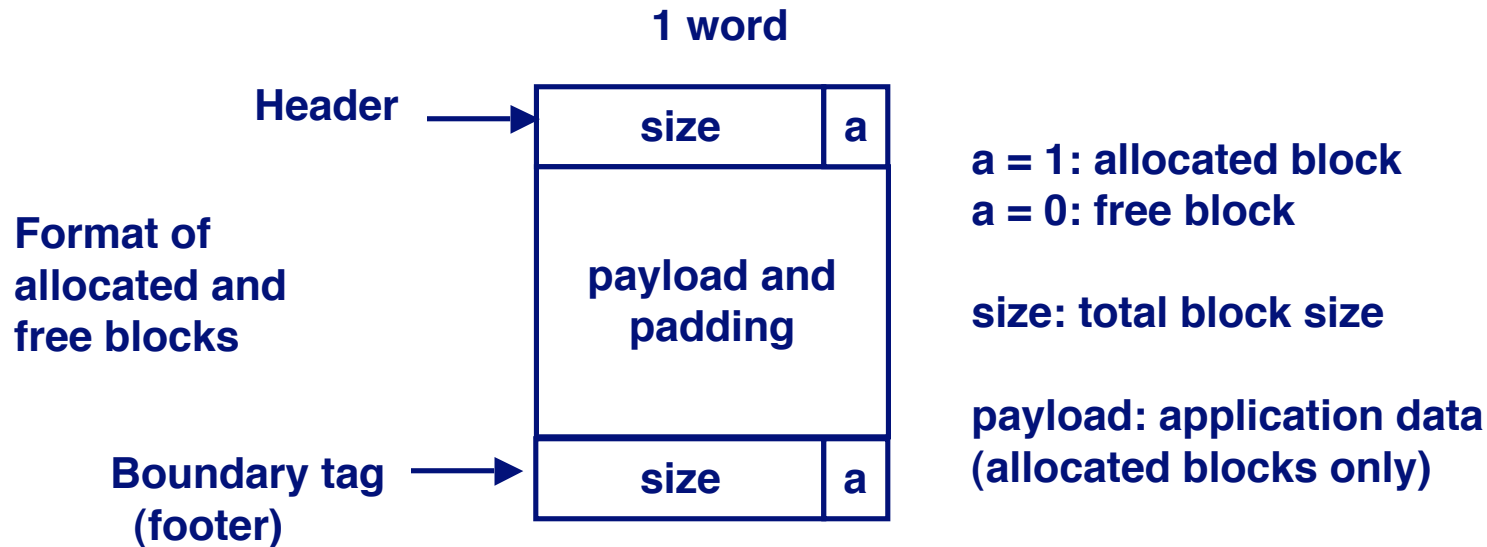 1 word
Header
size a
a = 1: allocated block
a = 0: free block
Format of
allocated and
free blocks
payload and
padding
size: total block size
payload: application data
(allocated blocks only)
Boundary tag
(footer)
size a